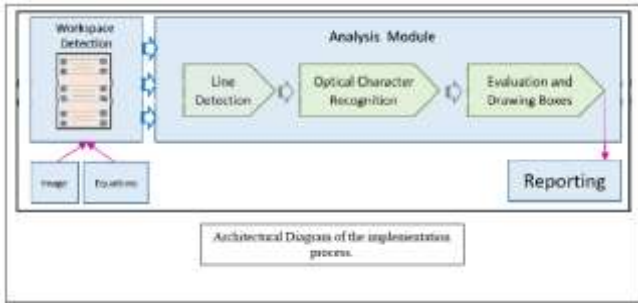 Workspace
Detection
Analysis Module
Line
Detection
Optical Character
Recognition
Evaluation and
Drawing Boxes
Image
Equations
Reporting
Architectural Diagram of the implementation
process.